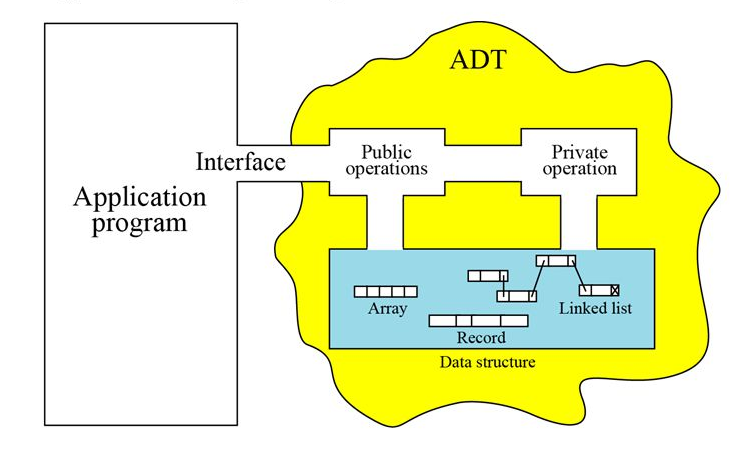 ADT
Interface
Public
operations
Private
operation
Application
program
Array
Linked list
Record
Data structure